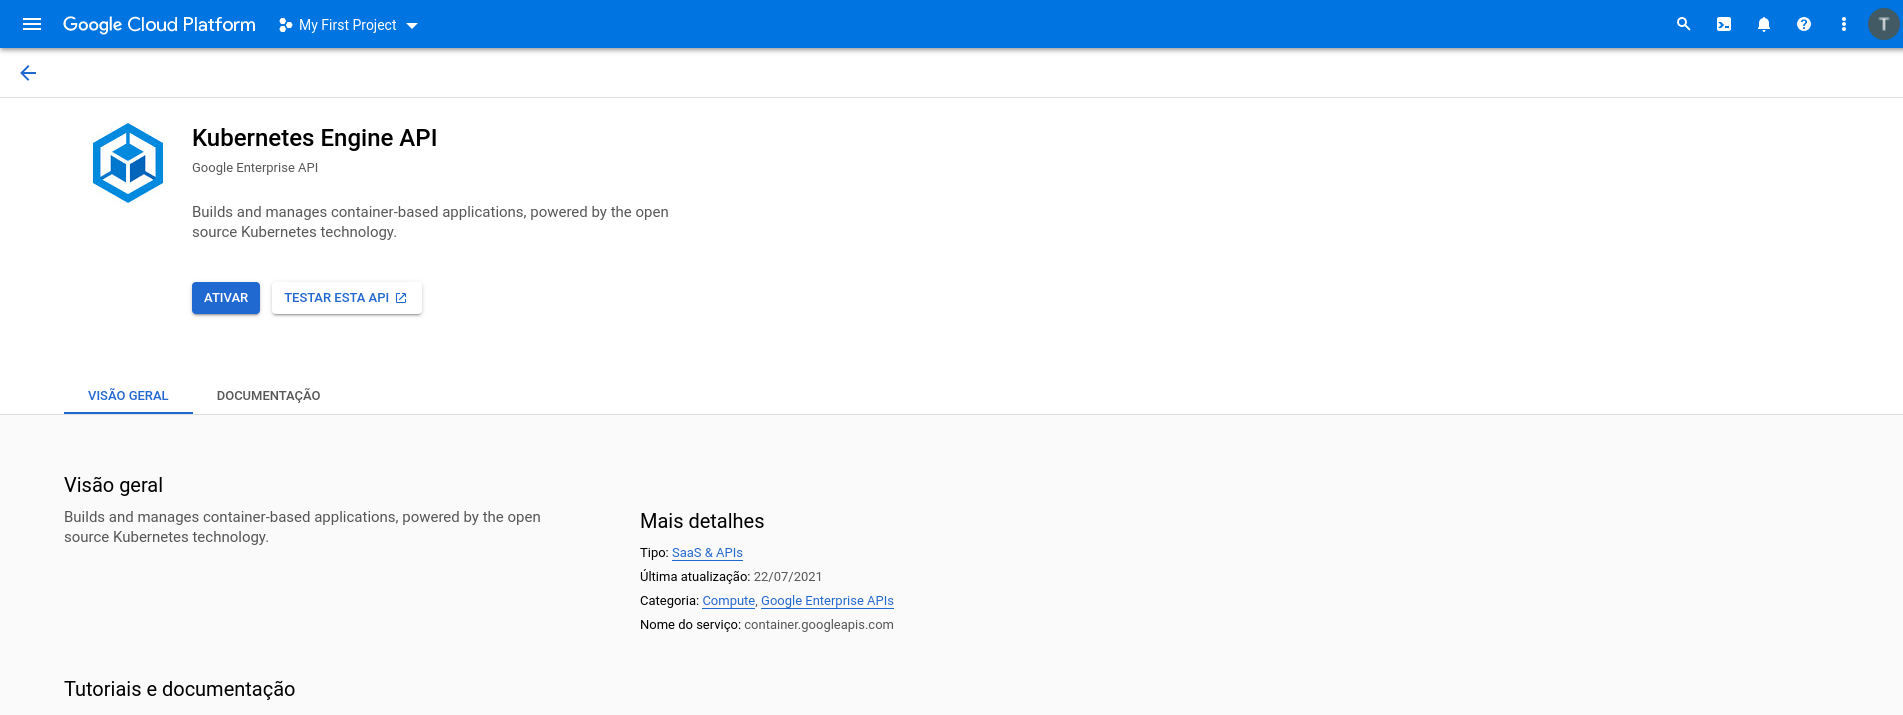 Google Cloud Platform
My First Project
T
Kubernetes Engine API
Google Enterprise API
Builds and manages container-based applications, powered by the open
source Kubernetes technology.
ATIVAR
TESTAR ESTA API
VISÃO GERAL
DOCUMENTAÇÃO
Visão geral
Builds and manages container-based applications, powered by the open
source Kubernetes technology.
Mais detalhes
Tipo: SaaS & APIs
Última atualização: 22/07/2021
Categoria: Compute, Google Enterprise APIs
Nome do serviço: container.googleapis.com
Tutoriais e documentação